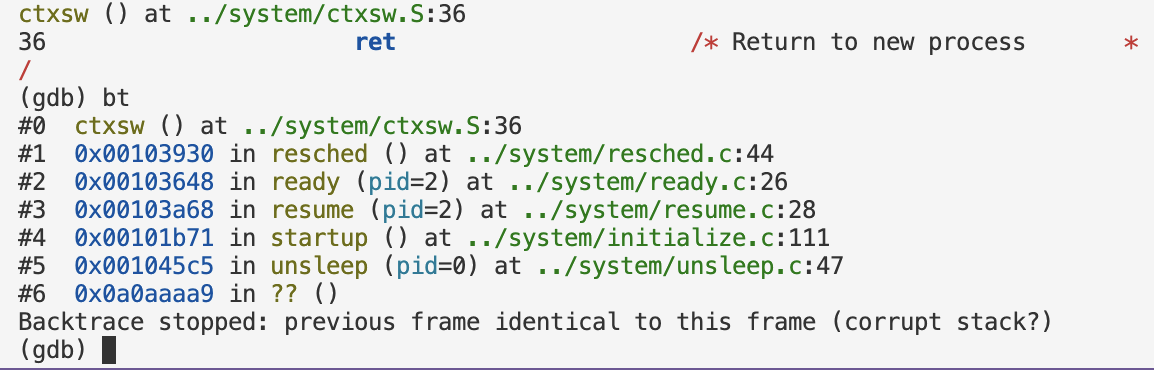 ctxsw () at ../system/ctxsw.S:36
36                      ret                     /* Return to new process       *
/
(gdb) bt
#0  ctxsw () at ../system/ctxsw.S:36
#1  0x00103930 in resched () at ../system/resched.c:44
#2  0x00103648 in ready (pid=2) at ../system/ready.c:26
#3  0x00103a68 in resume (pid=2) at ../system/resume.c:28
#4  0x00101b71 in startup () at ../system/initialize.c:111
#5  0x001045c5 in unsleep (pid=0) at ../system/unsleep.c:47
#6  0x0a0aaaa9 in ?? ()
Backtrace stopped: previous frame identical to this frame (corrupt stack?)
(gdb)